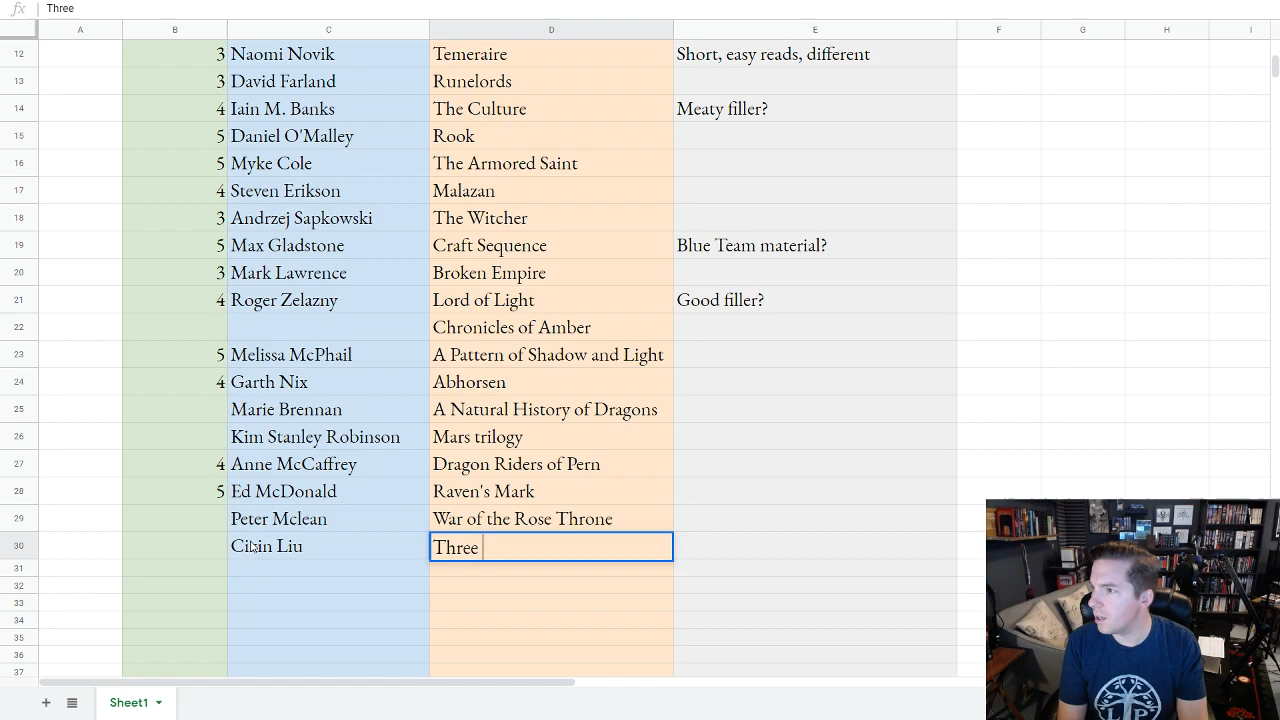 fx Three
A B C D E F G H I
12 3 Naomi Novik Temeraire Short, easy reads, different
13 3 David Farland Runelords
14 4 Iain M. Banks The Culture Meaty filler?
15 5 Daniel O'Malley Rook
16 5 Myke Cole The Armored Saint
17 4 Steven Erikson Malazan
18 3 Andrzej Sapkowski The Witcher
19 5 Max Gladstone Craft Sequence Blue Team material?
20 3 Mark Lawrence Broken Empire
21 4 Roger Zelazny Lord of Light Good filler?
22 Chronicles of Amber
23 5 Melissa McPhail A Pattern of Shadow and Light
24 4 Garth Nix Abhorsen
25 Marie Brennan A Natural History of Dragons
26 Kim Stanley Robinson Mars trilogy
27 4 Anne McCaffrey Dragon Riders of Pern
28 5 Ed McDonald Raven's Mark
29 Peter Mclean War of the Rose Throne
30 Cixin Liu Three
31
32
33
34
35
36
37
Sheet1
L P